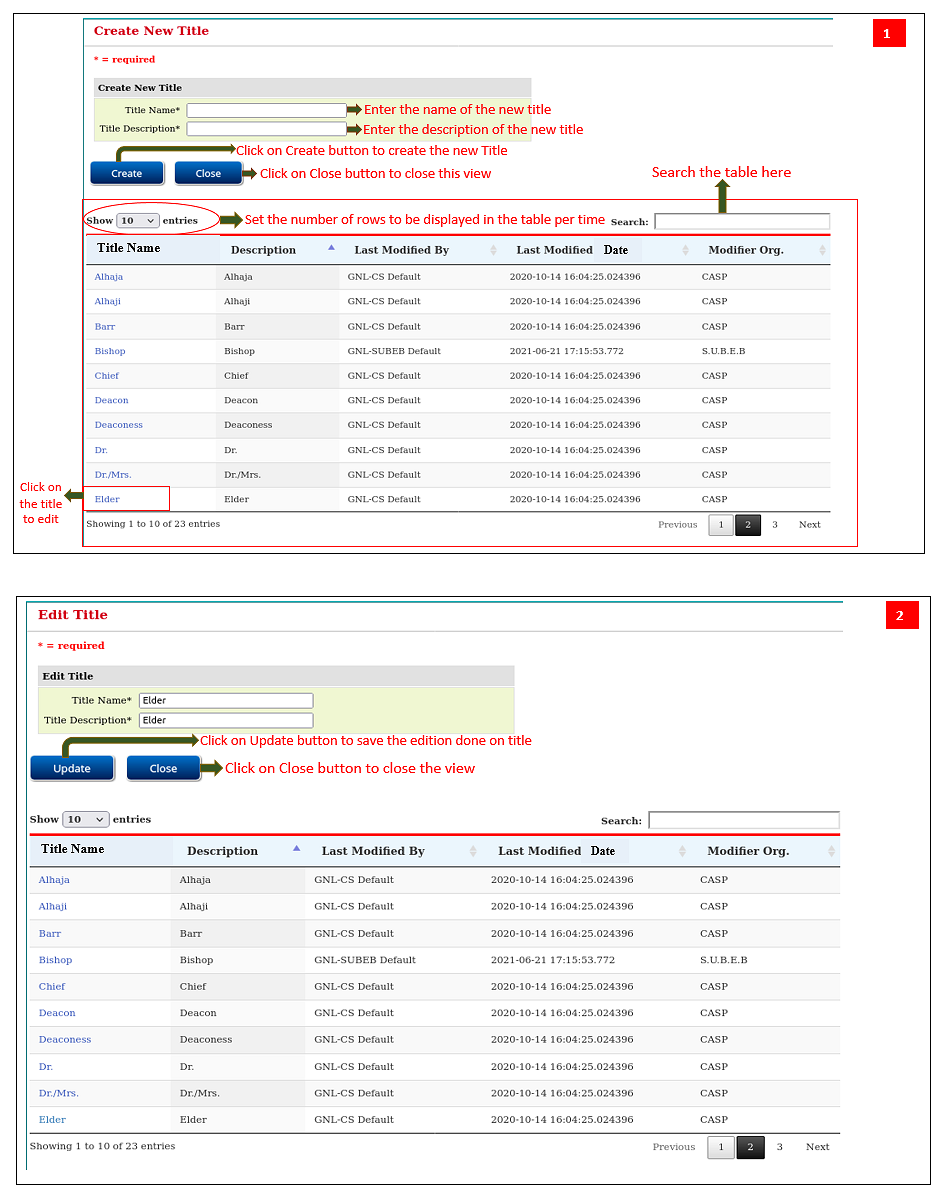 Create New Title
1
* = required
Create New Title
Title Name* Enter the name of the new title
Title Description* Enter the description of the new title
Click on Create button to create the new Title
Create Close Click on Close button to close this view
Search the table here
Show 10 entries Set the number of rows to be displayed in the table per time Search:
Title Name Description Last Modified By Last Modified Date Modifier Org.
Alhaja Alhaja GNL-CS Default 2020-10-14 16:04:25.024396 CASP
Alhaji Alhaji GNL-CS Default 2020-10-14 16:04:25.024396 CASP
Barr Barr GNL-CS Default 2020-10-14 16:04:25.024396 CASP
Bishop Bishop GNL-SUBEB Default 2021-06-21 17:15:53.772 S.U.B.E.B
Chief Chief GNL-CS Default 2020-10-14 16:04:25.024396 CASP
Deacon Deacon GNL-CS Default 2020-10-14 16:04:25.024396 CASP
Deaconess Deaconess GNL-CS Default 2020-10-14 16:04:25.024396 CASP
Dr. Dr. GNL-CS Default 2020-10-14 16:04:25.024396 CASP
Dr./Mrs. Dr./Mrs. GNL-CS Default 2020-10-14 16:04:25.024396 CASP
Click on
the title
to edit
Elder Elder GNL-CS Default 2020-10-14 16:04:25.024396 CASP
Showing 1 to 10 of 23 entries Previous 1 2 3 Next
Edit Title
2
* = required
Edit Title
Title Name* Elder
Title Description* Elder
Click on Update button to save the edition done on title
Update Close Click on Close button to close the view
Show 10 entries Search:
Title Name Description Last Modified By Last Modified Date Modifier Org.
Alhaja Alhaja GNL-CS Default 2020-10-14 16:04:25.024396 CASP
Alhaji Alhaji GNL-CS Default 2020-10-14 16:04:25.024396 CASP
Barr Barr GNL-CS Default 2020-10-14 16:04:25.024396 CASP
Bishop Bishop GNL-SUBEB Default 2021-06-21 17:15:53.772 S.U.B.E.B
Chief Chief GNL-CS Default 2020-10-14 16:04:25.024396 CASP
Deacon Deacon GNL-CS Default 2020-10-14 16:04:25.024396 CASP
Deaconess Deaconess GNL-CS Default 2020-10-14 16:04:25.024396 CASP
Dr. Dr. GNL-CS Default 2020-10-14 16:04:25.024396 CASP
Dr./Mrs. Dr./Mrs. GNL-CS Default 2020-10-14 16:04:25.024396 CASP
Elder Elder GNL-CS Default 2020-10-14 16:04:25.024396 CASP
Showing 1 to 10 of 23 entries Previous 1 2 3 Next